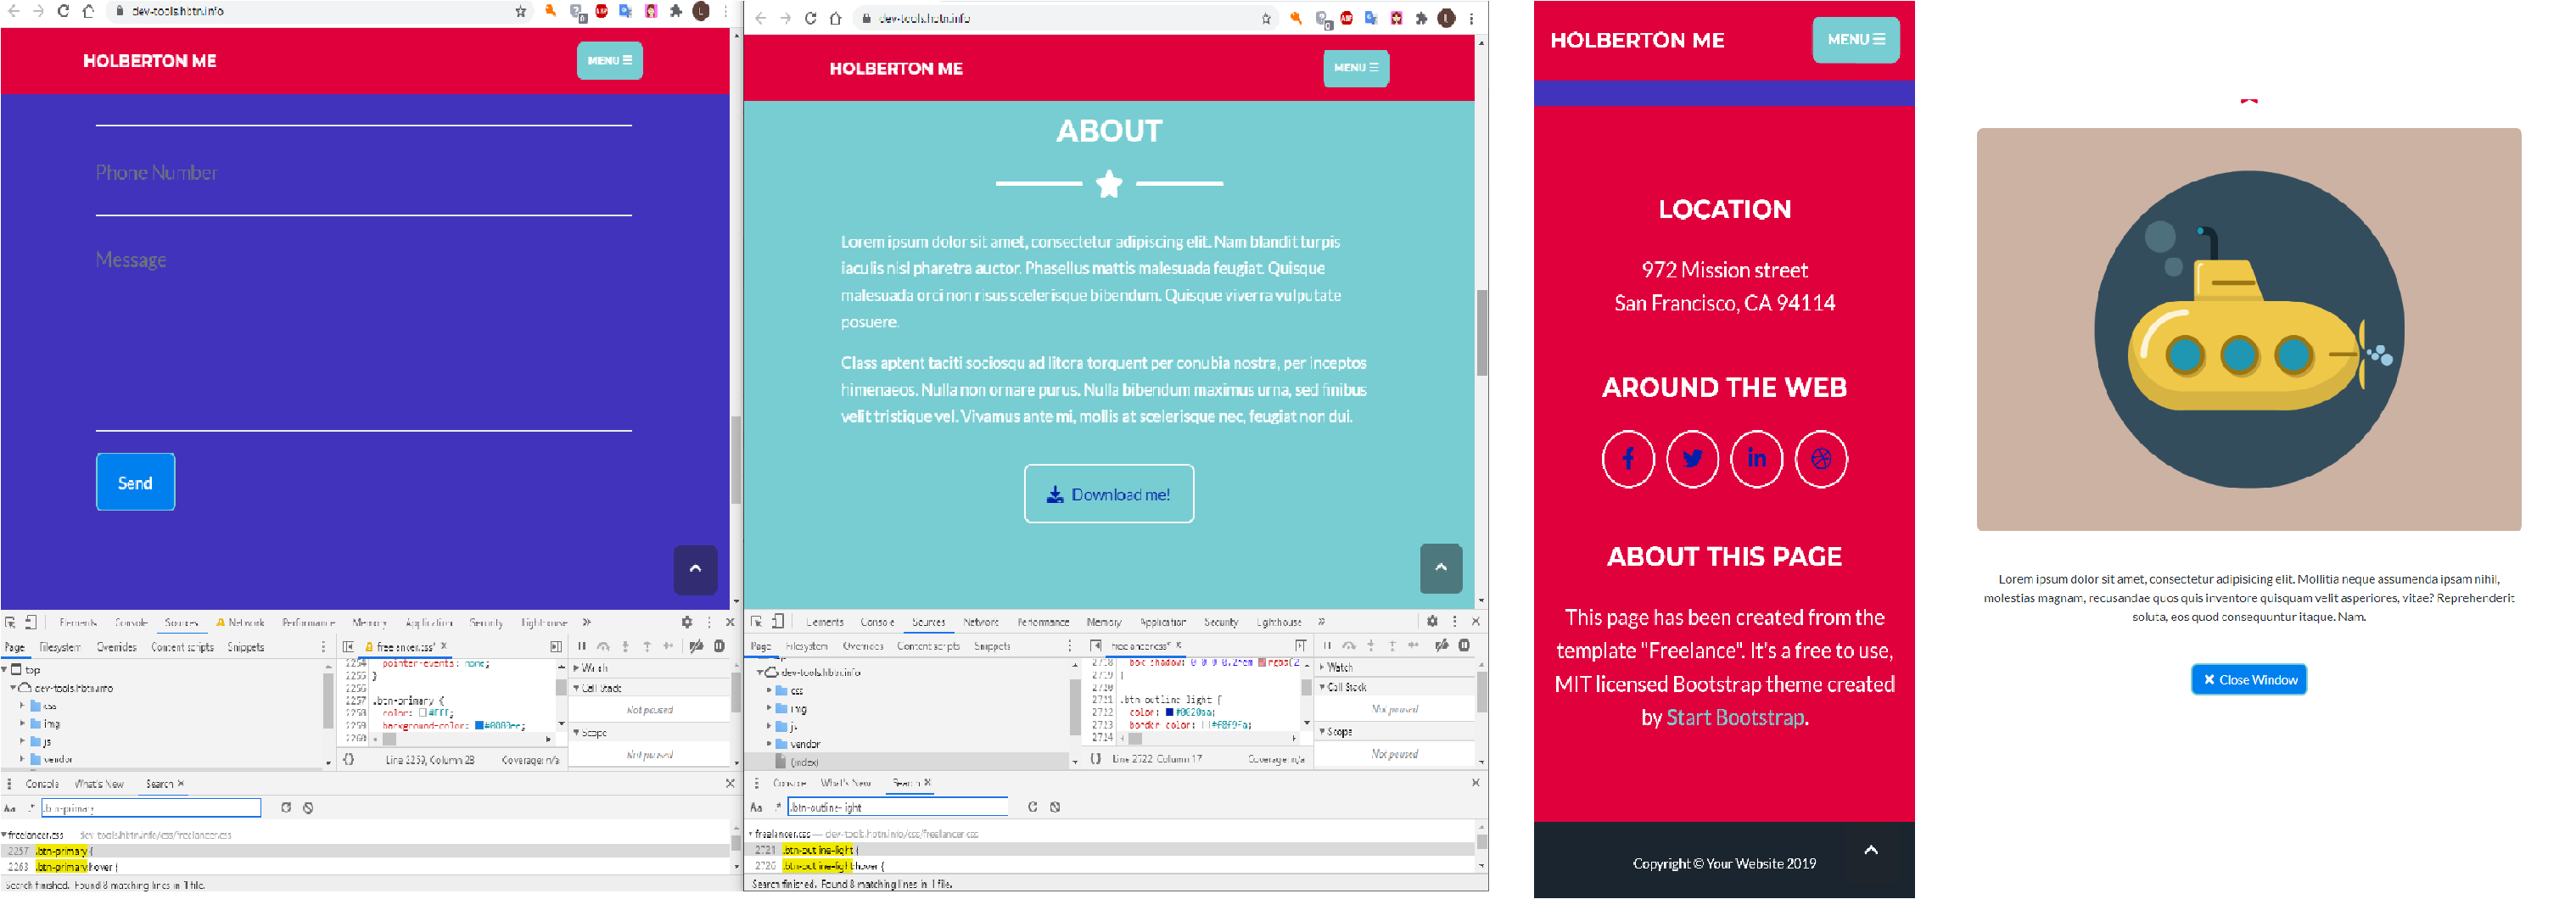 dev-tools.hbtn.info
HOLBERTON ME
MENU
Phone Number
Message
Send
Elements Console Sources Network Performance Memory Application Security Lighthouse
Page Filesystem Overrides Content scripts Snippets
freelancer.css*
top
dev-tools.hbtn.info
css
img
js
vendor
2254 pointer-events: none;
2255 }
2256
2257 .btn-primary {
2258 color: #FFF;
2259 background-color: #0080ee;
2260
Watch
Call Stack
Not paused
Scope
Not paused
{} Line 2259, Column 28 Coverage: n/a
Console What's New Search
Aa .* .btn-primary
freelancer.css — dev-tools.hbtn.info/css/freelancer.css
2257 .btn-primary {
2263 .btn-primary:hover {
Search finished. Found 8 matching lines in 1 file.
dev-tools.hbtn.info
HOLBERTON ME
MENU
ABOUT
Lorem ipsum dolor sit amet, consectetur adipiscing elit. Nam blandit turpis
iaculis nisl pharetra auctor. Phasellus mattis malesuada feugiat. Quisque
malesuada orci non risus scelerisque bibendum. Quisque viverra vulputate
posuere.
Class aptent taciti sociosqu ad litora torquent per conubia nostra, per inceptos
himenaeos. Nulla non ornare purus. Nulla bibendum maximus urna, sed finibus
velit tristique vel. Vivamus ante mi, mollis at scelerisque nec, feugiat non dui.
Download me!
Elements Console Sources Network Performance Memory Application Security Lighthouse
Page Filesystem Overrides Content scripts Snippets
freelancer.css*
dev-tools.hbtn.info
css
img
js
vendor
(index)
2718 box-shadow: 0 0 0 0.2rem
2719 }
2720
2721 .btn-outline-light {
2722 color: #0020aa;
2723 border-color: #f8f9fa;
2724
Watch
Call Stack
Not paused
Scope
Not paused
{} Line 2722, Column 17 Coverage: n/a
Console What's New Search
Aa .* .btn-outline-light
freelancer.css — dev-tools.hbtn.info/css/freelancer.css
2721 .btn-outline-light {
2726 .btn-outline-light:hover {
Search finished. Found 8 matching lines in 1 file.
HOLBERTON ME
MENU
LOCATION
972 Mission street
San Francisco, CA 94114
AROUND THE WEB
ABOUT THIS PAGE
This page has been created from the
template "Freelance". It's a free to use,
MIT licensed Bootstrap theme created
by Start Bootstrap.
Copyright © Your Website 2019
Lorem ipsum dolor sit amet, consectetur adipisicing elit. Mollitia neque assumenda ipsam nihil,
molestias magnam, recusandae quos quis inventore quisquam velit asperiores, vitae? Reprehenderit
soluta, eos quod consequuntur itaque. Nam.
Close Window